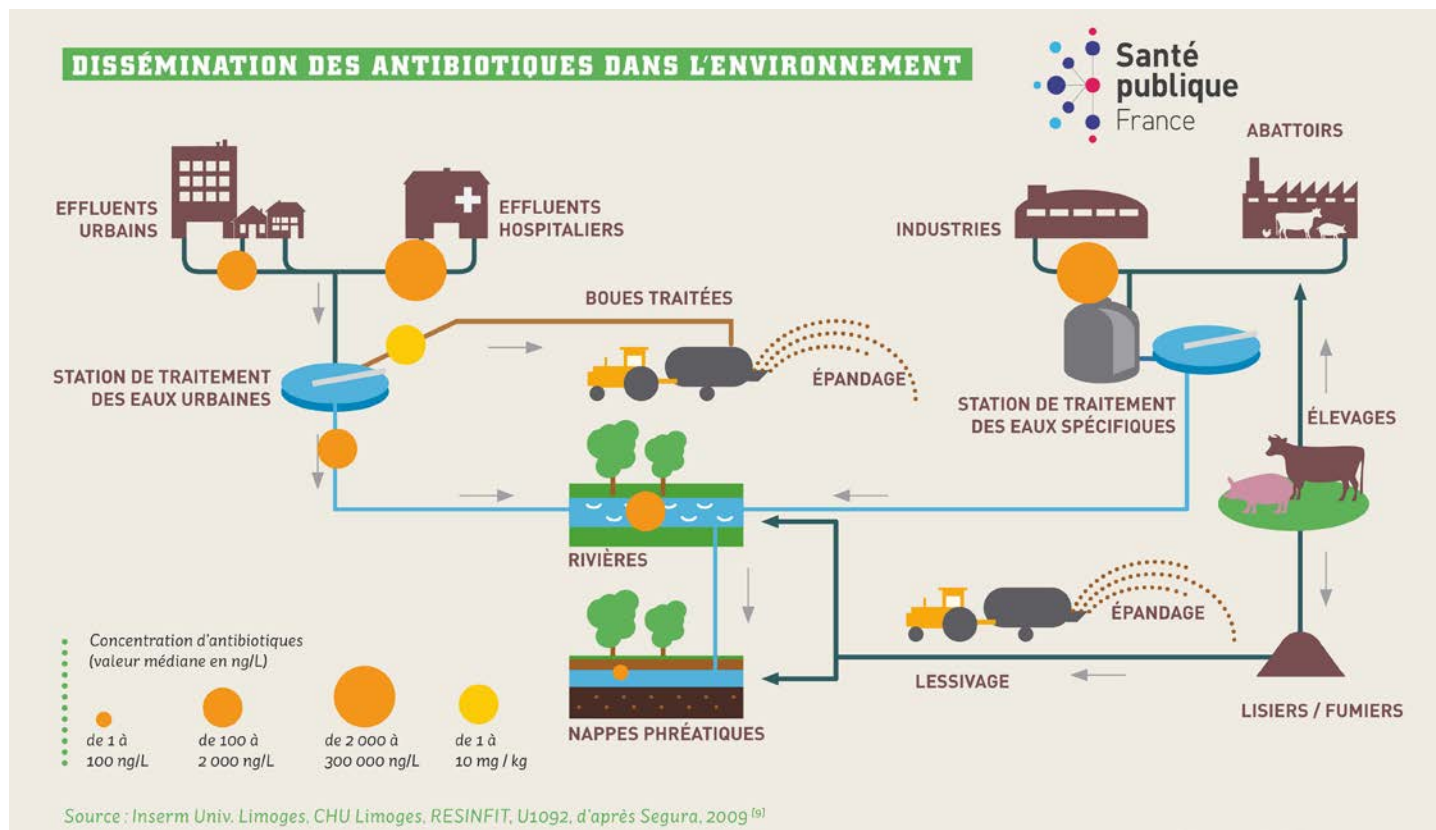 DISSÉMINATION DES ANTIBIOTIQUES DANS L'ENVIRONNEMENT
Santé
publique
France
ABATTOIRS
EFFLUENTS
URBAINS
EFFLUENTS
HOSPITALIERS
INDUSTRIES
BOUES TRAITÉES
STATION DE TRAITEMENT
DES EAUX URBAINES
ÉPANDAGE
STATION DE TRAITEMENT
DES EAUX SPÉCIFIQUES
ÉLEVAGES
RIVIÈRES
ÉPANDAGE
LESSIVAGE
LISIERS / FUMIERS
NAPPES PHRÉATIQUES
Concentration d'antibiotiques
(valeur médiane en ng/L)
de 1 à
100 ng/L
de 100 à
2 000 ng/L
de 2 000 à
300 000 ng/L
de 1 à
10 mg / kg
Source : Inserm Univ. Limoges, CHU Limoges, RESINFIT, U1092, d'après Segura, 2009 [9]